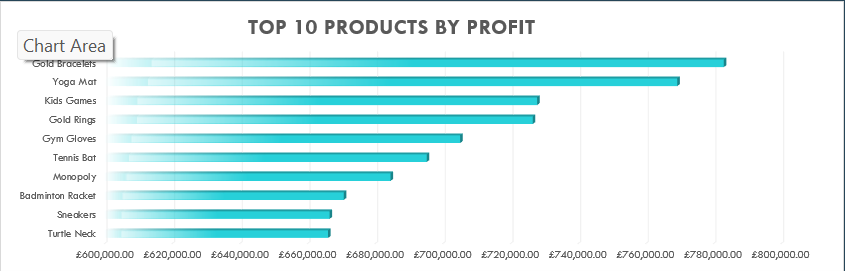 TOP 10 PRODUCTS BY PROFIT
Chart Area
Gold Bracelets
Yoga Mat
Kids Games
Gold Rings
Gym Gloves
Tennis Bat
Monopoly
Badminton Racket
Sneakers
Turtle Neck
£600,000.00 £620,000.00 £640,000.00 £660,000.00 £680,000.00 £700,000.00 £720,000.00 £740,000.00 £760,000.00 £780,000.00 £800,000.00